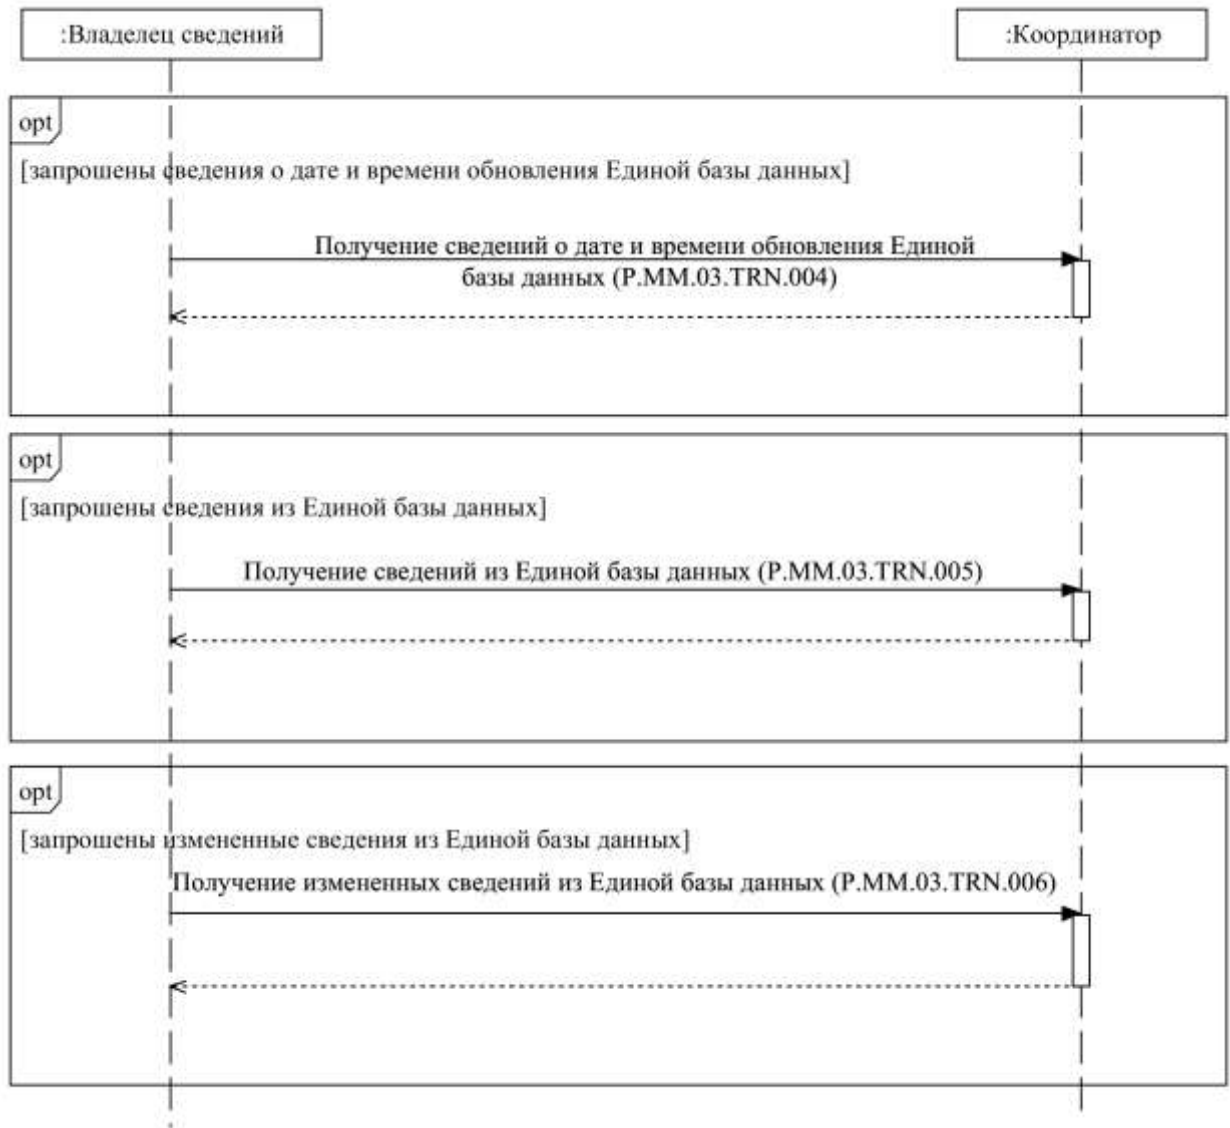 :Владелец сведений
:Координатор
opt
[запрошены сведения о дате и времени обновления Единой базы данных]
Получение сведений о дате и времени обновления Единой
базы данных (P.MM.03.TRN.004)
opt
[запрошены сведения из Единой базы данных]
Получение сведений из Единой базы данных (P.MM.03.TRN.005)
opt
[запрошены измененные сведения из Единой базы данных]
Получение измененных сведений из Единой базы данных (P.MM.03.TRN.006)